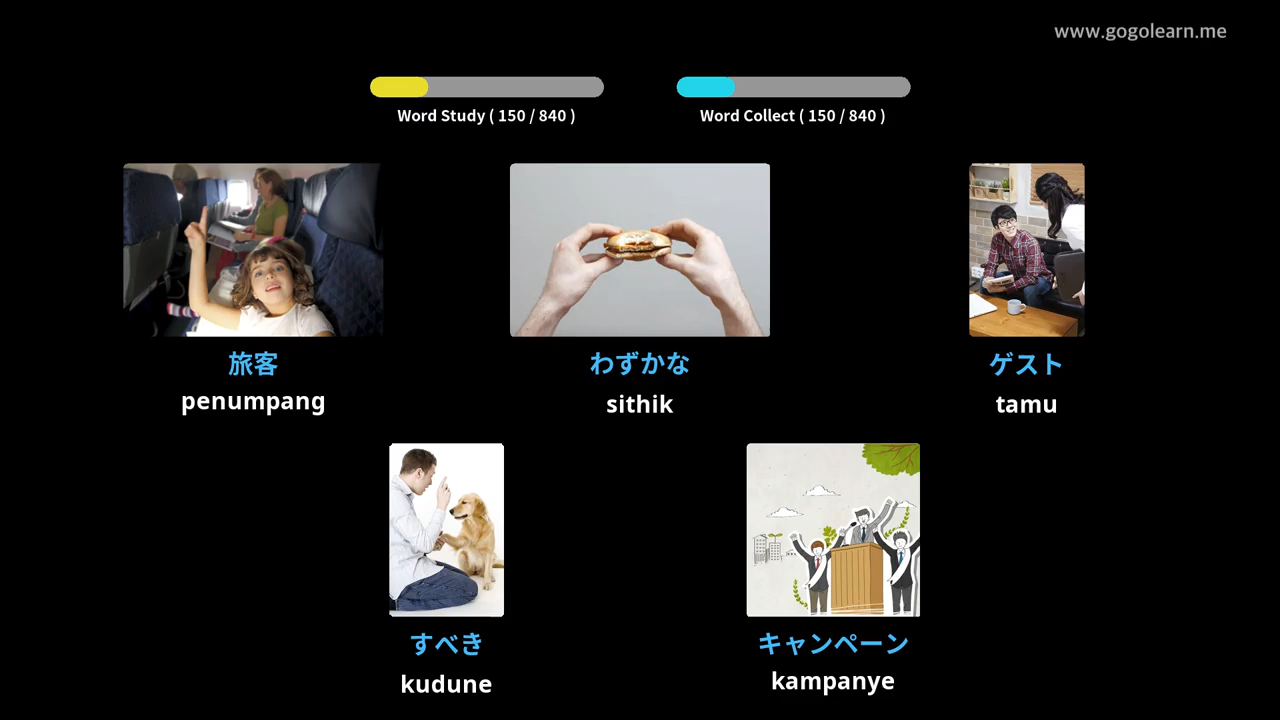 www.gogolearn.me
Word Study ( 150 / 840 )
Word Collect ( 150 / 840 )
旅客
penumpang
わずかな
sithik
ゲスト
tamu
すべき
kudune
キャンペーン
kampanye